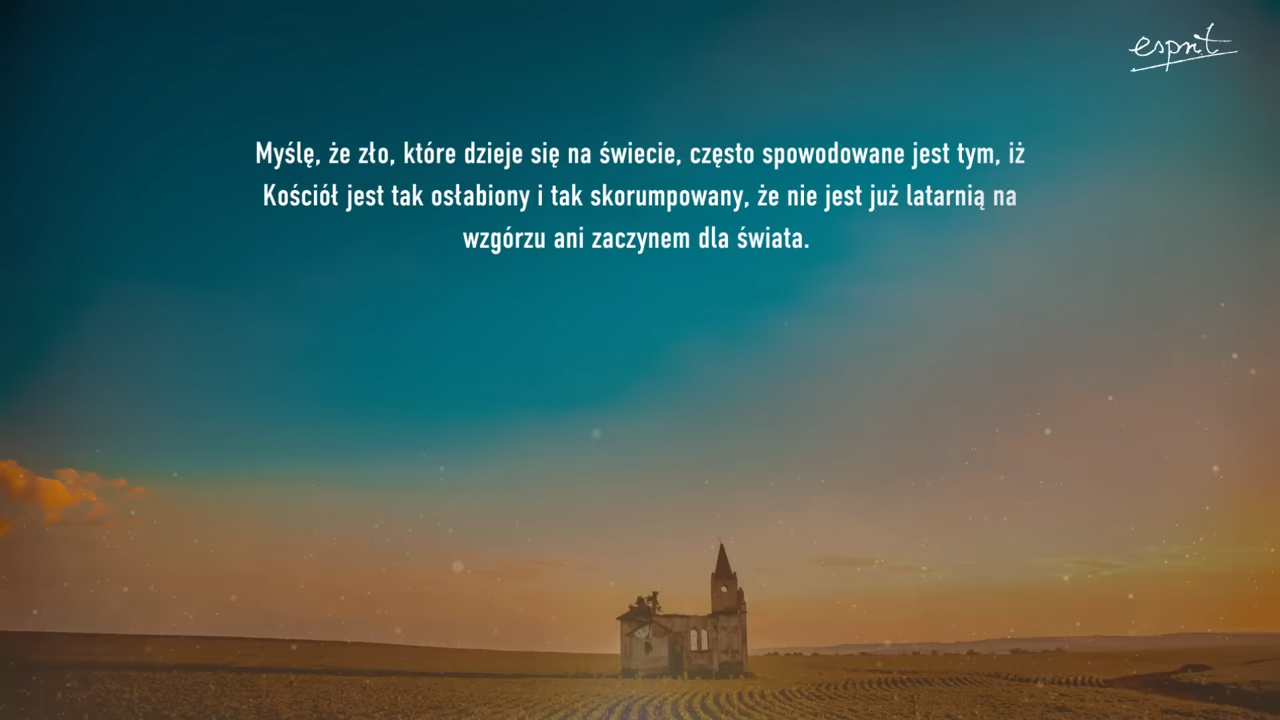 esprit
Myślę, że zło, które dzieje się na świecie, często spowodowane jest tym, iż
Kościół jest tak osłabiony i tak skorumpowany, że nie jest już latarnią na
wzgórzu ani zaczynem dla świata.